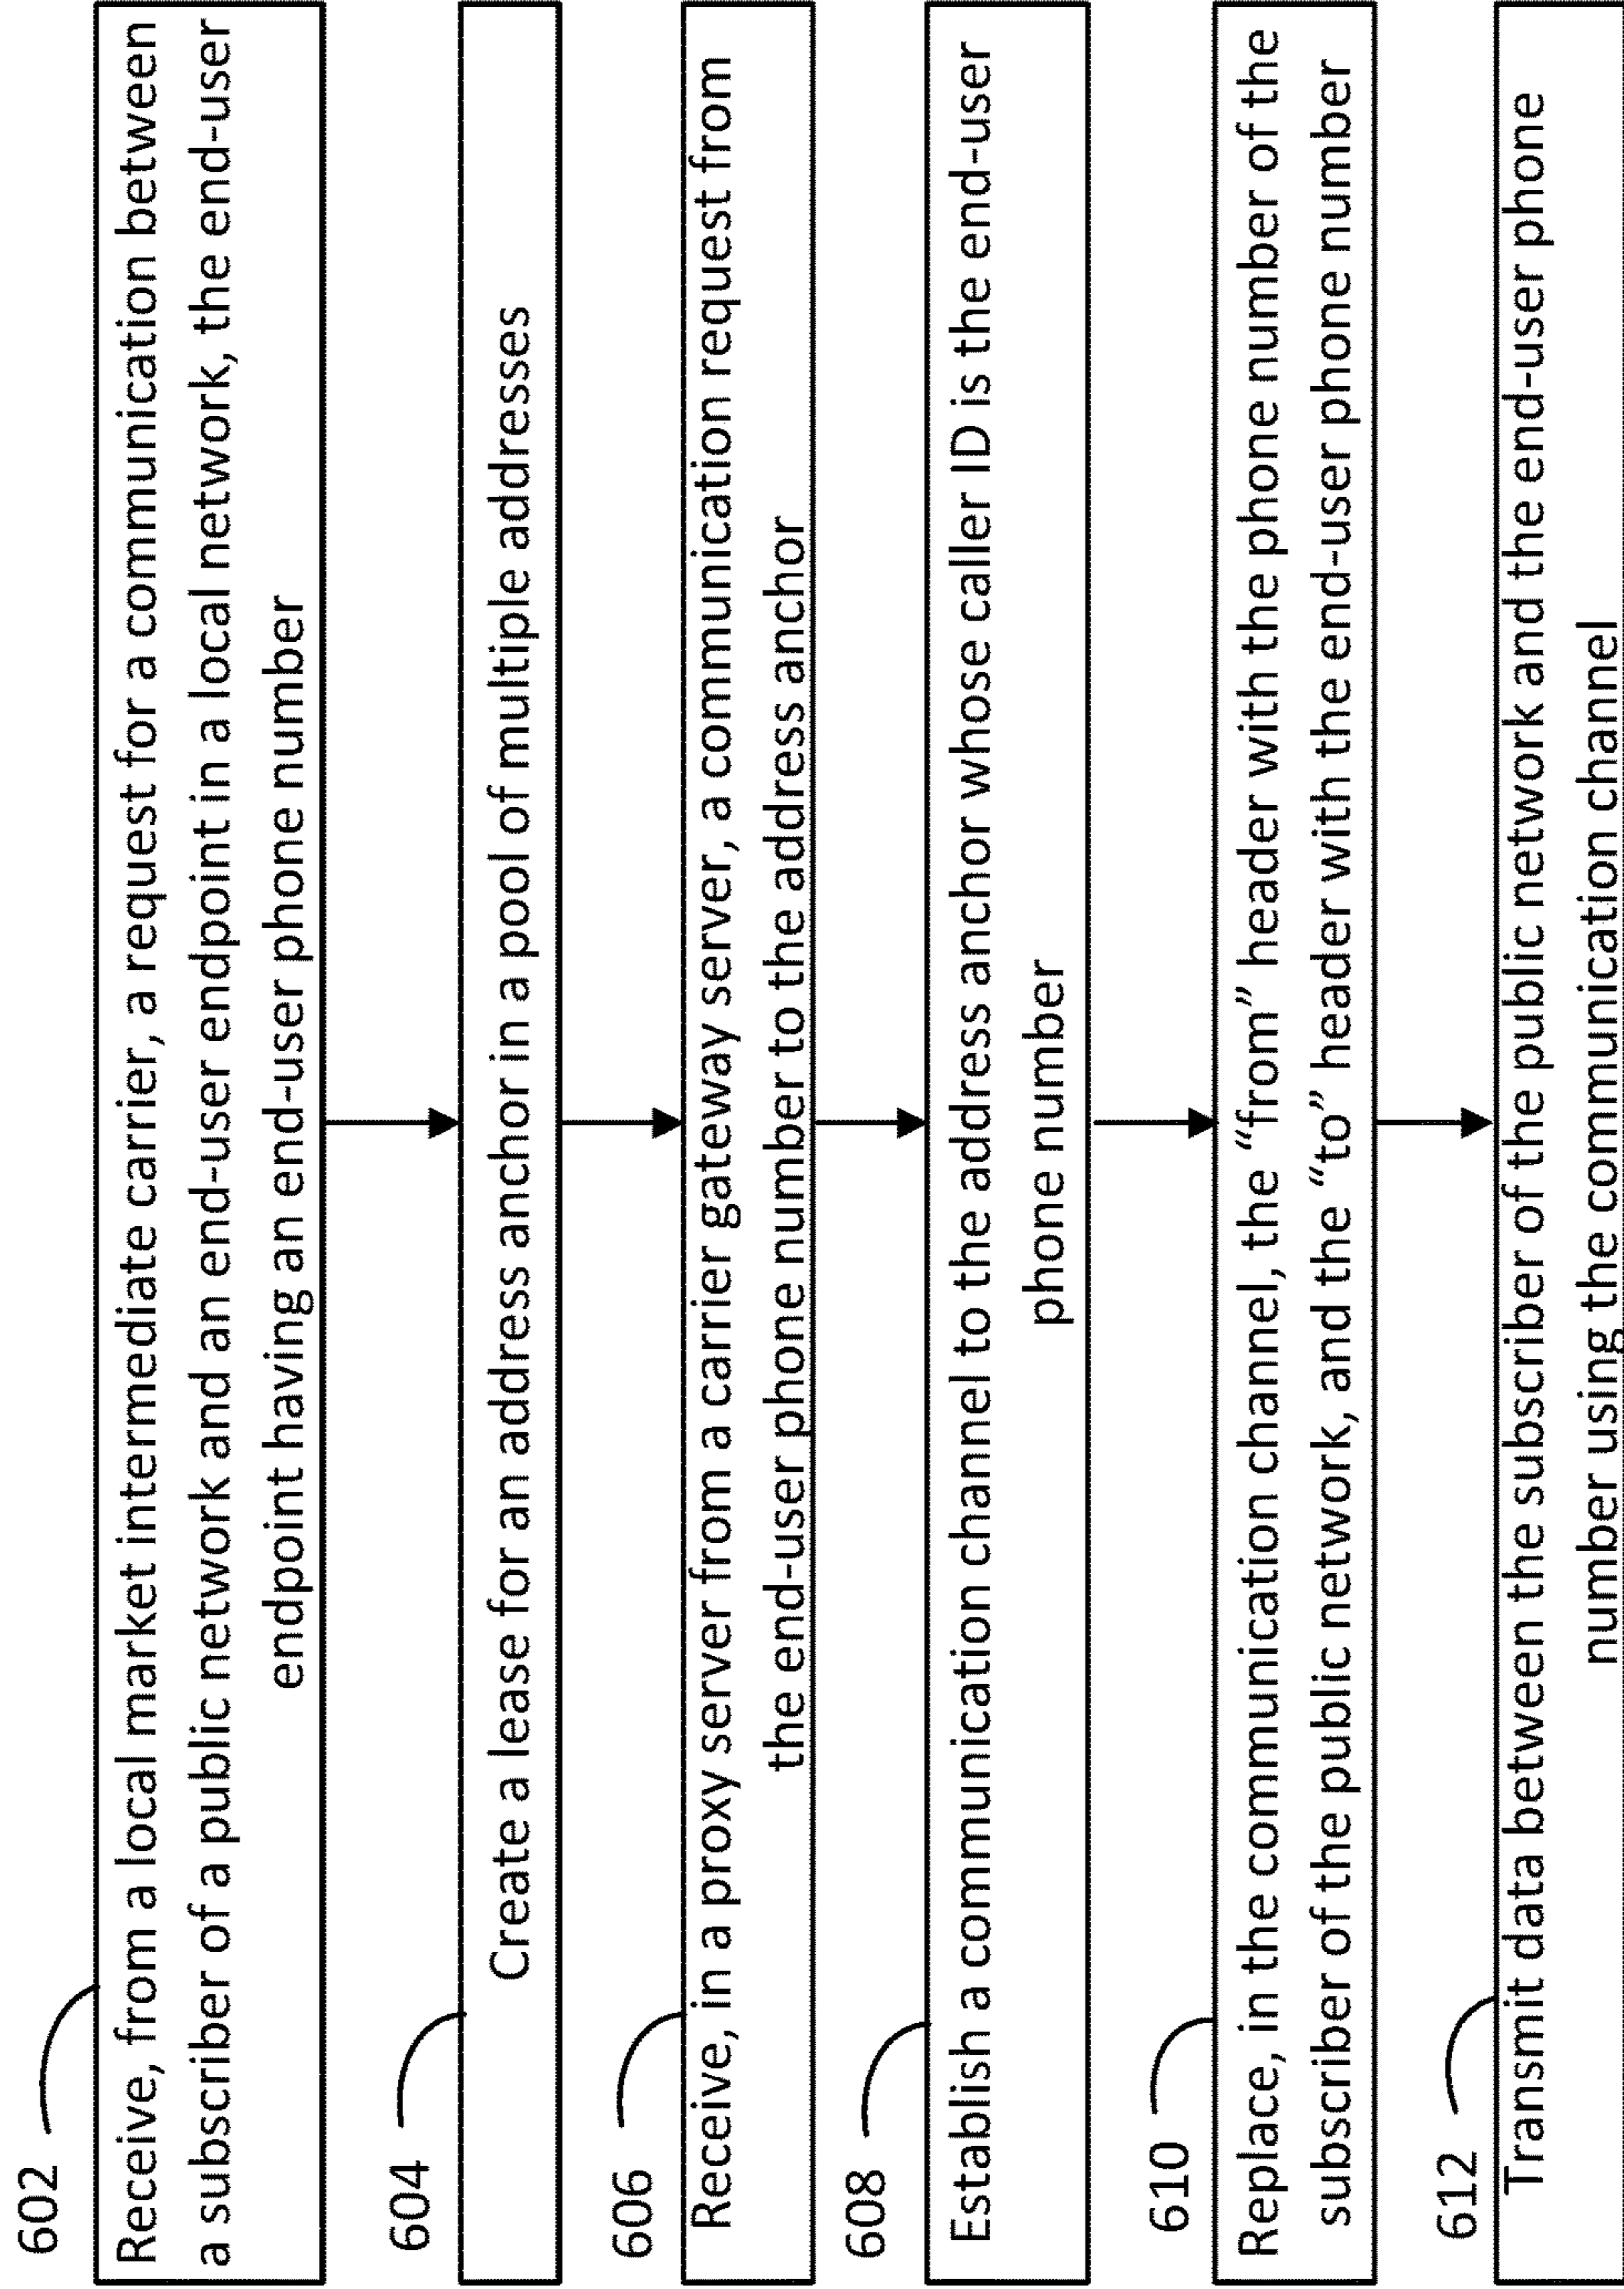 602
Receive, from a local market intermediate carrier, a request for a communication between
a subscriber of a public network and an end-user endpoint in a local network, the end-user
endpoint having an end-user phone number
604
Create a lease for an address anchor in a pool of multiple addresses
606
Receive, in a proxy server from a carrier gateway server, a communication request from
the end-user phone number to the address anchor
608
Establish a communication channel to the address anchor whose caller ID is the end-user
phone number
610
Replace, in the communication channel, the “from” header with the phone number of the
subscriber of the public network, and the “to” header with the end-user phone number
612
Transmit data between the subscriber of the public network and the end-user phone
number using the communication channel